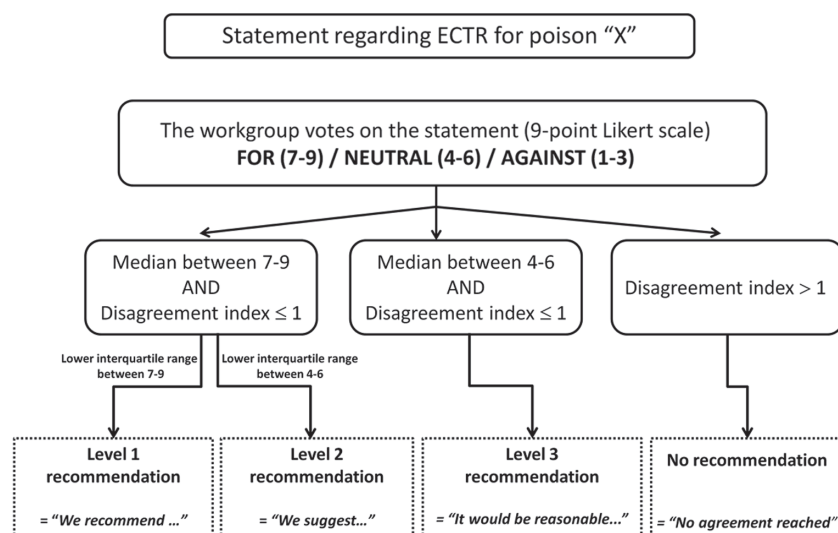 Statement regarding ECTR for poison “X”
The workgroup votes on the statement (9-point Likert scale)
FOR (7-9) / NEUTRAL (4-6) / AGAINST (1-3)
Median between 7-9
AND
Disagreement index ≤ 1
Median between 4-6
AND
Disagreement index ≤ 1
Disagreement index > 1
Lower interquartile range
between 7-9
Lower interquartile range
between 4-6
Level 1
recommendation
= “We recommend …”
Level 2
recommendation
= “We suggest…”
Level 3
recommendation
= “It would be reasonable...”
No recommendation
= “No agreement reached”